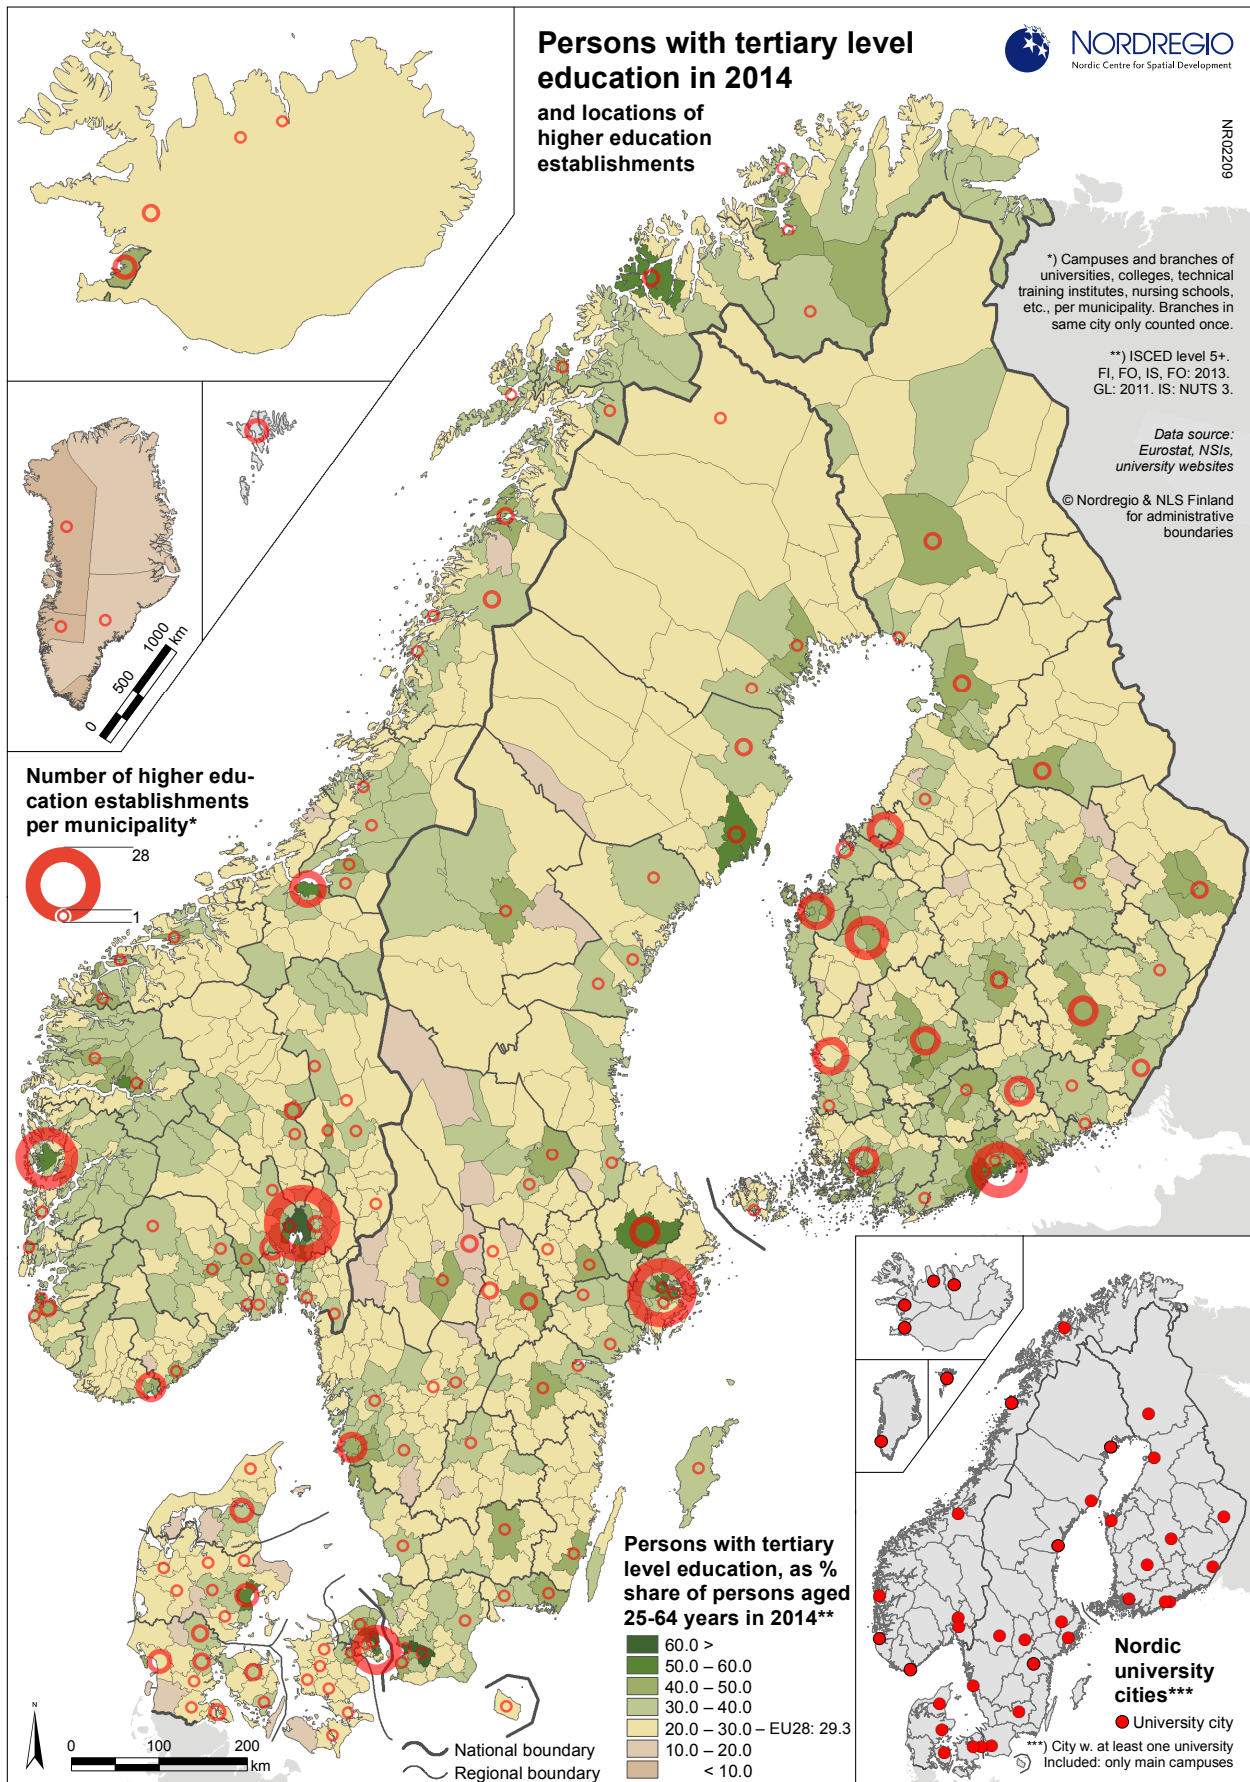 Persons with tertiary level
education in 2014
and locations of
higher education
establishments
NORDREGIO
Nordic Centre for Spatial Development
NR02209
*) Campuses and branches of
universities, colleges, technical
training institutes, nursing schools,
etc., per municipality. Branches in
same city only counted once.
**) ISCED level 5+.
FI, FO, IS, FO: 2013.
GL: 2011. IS: NUTS 3.
Data source:
Eurostat, NSIs,
university websites
© Nordregio & NLS Finland
for administrative
boundaries
0 500 1000
km
Number of higher edu-
cation establishments
per municipality*
28
1
Persons with tertiary
level education, as %
share of persons aged
25-64 years in 2014**
60.0 >
50.0 – 60.0
40.0 – 50.0
30.0 – 40.0
20.0 – 30.0 – EU28: 29.3
10.0 – 20.0
< 10.0
N
0 100 200
km
National boundary
Regional boundary
Nordic
university
cities***
University city
***) City w. at least one university
Included: only main campuses